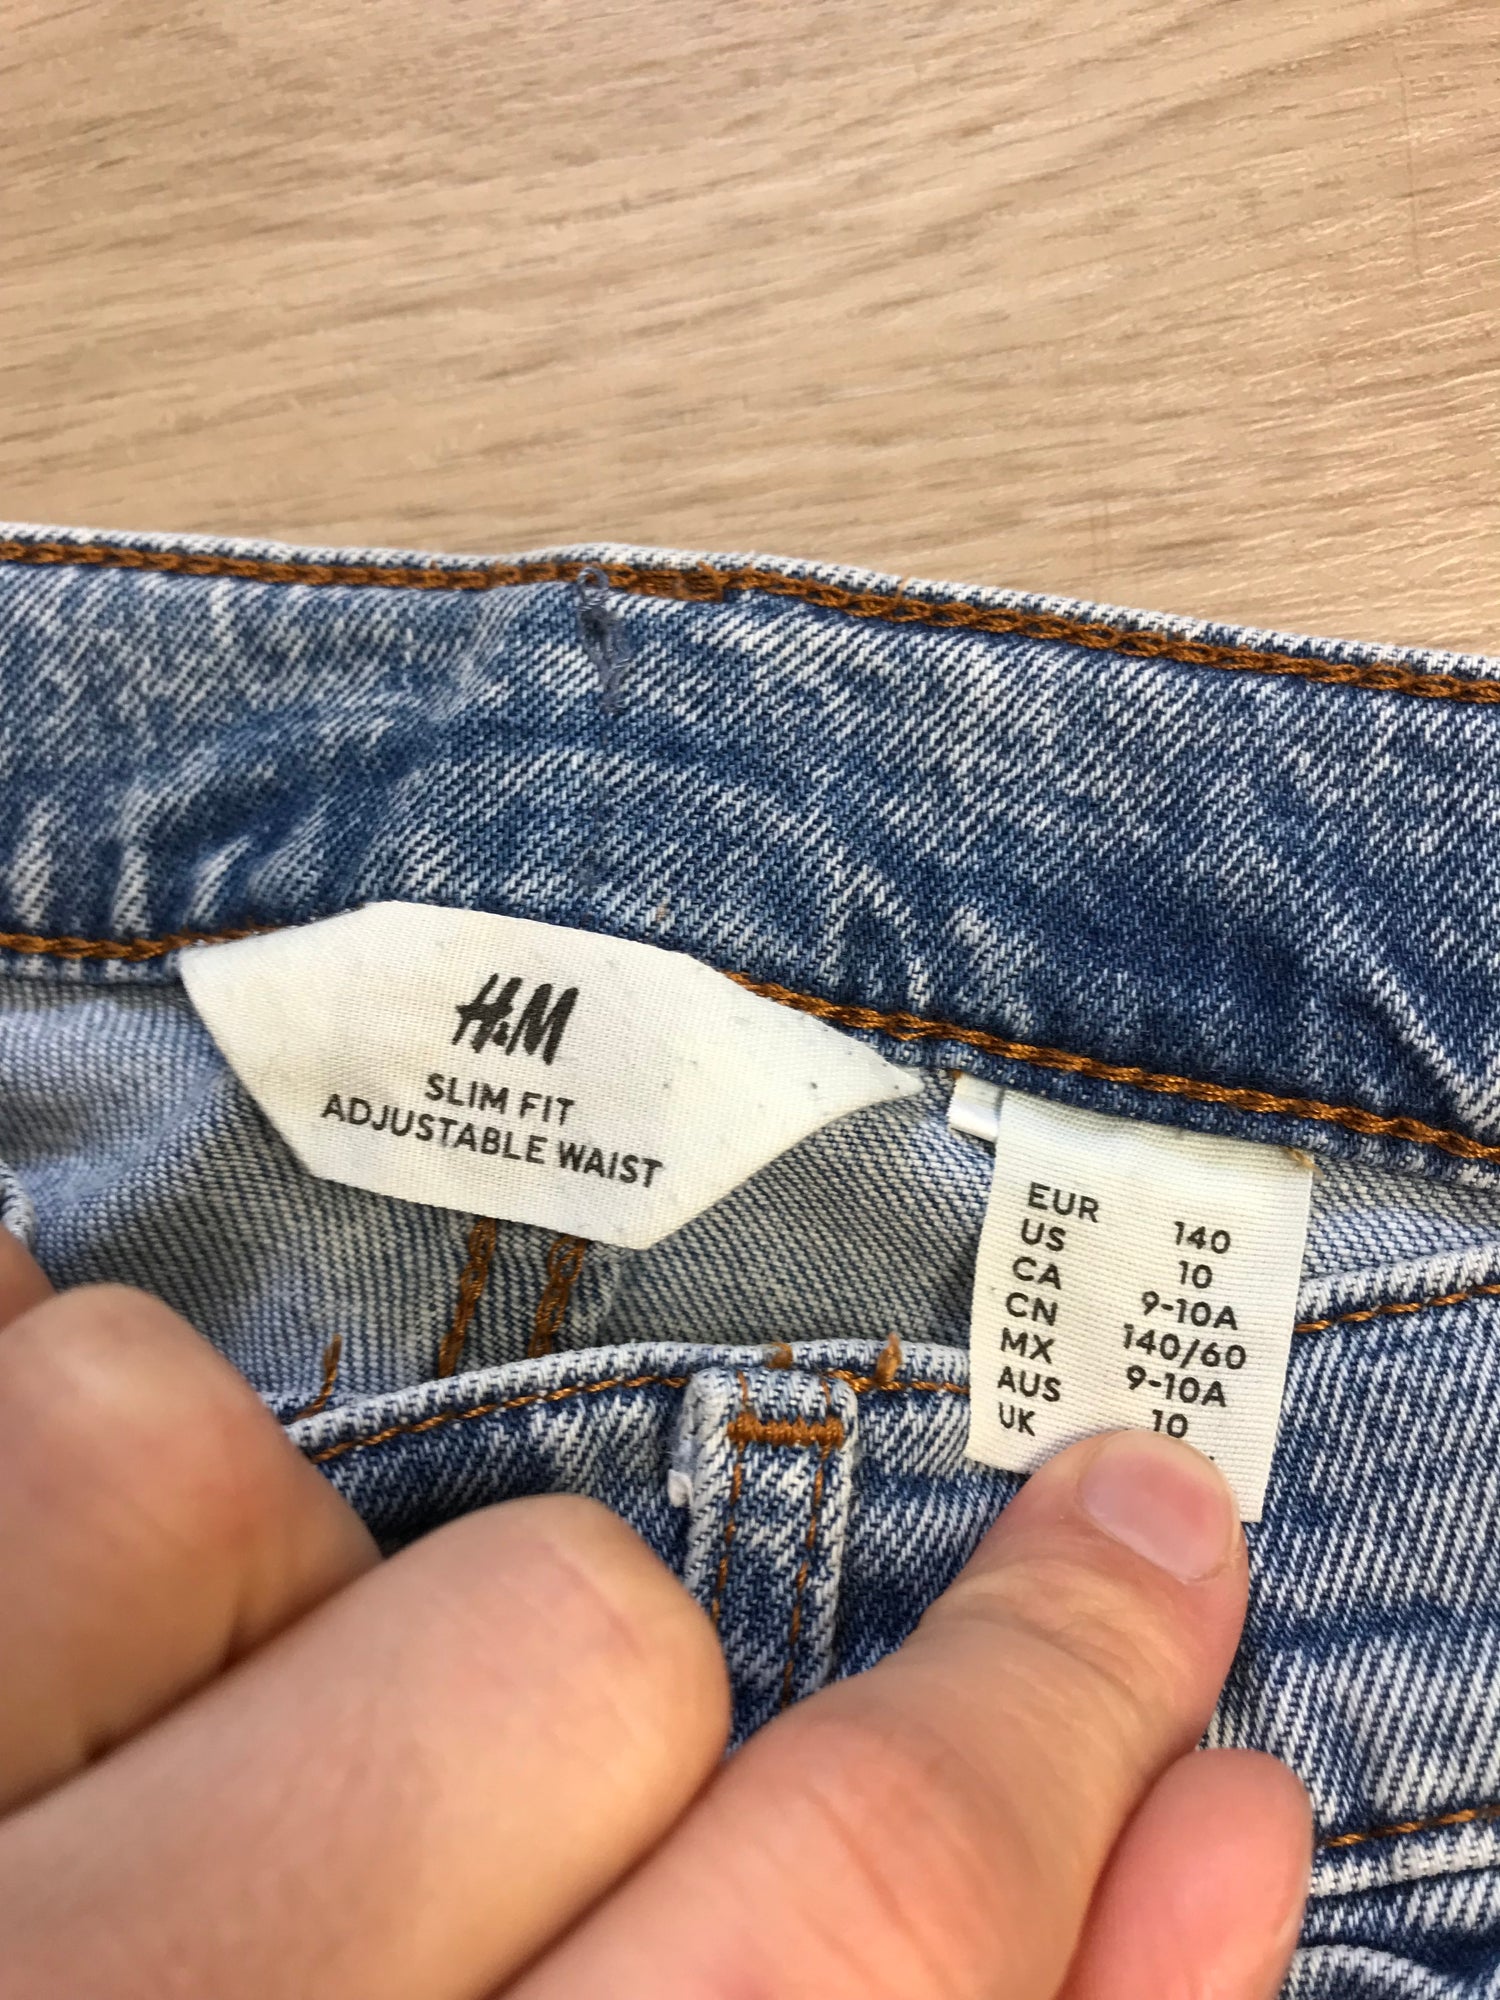 H&M
SLIM FIT
ADJUSTABLE WAIST
EUR 140
US 10
CA 9-10A
CN 140/60
MX 9-10A
AUS 10
UK